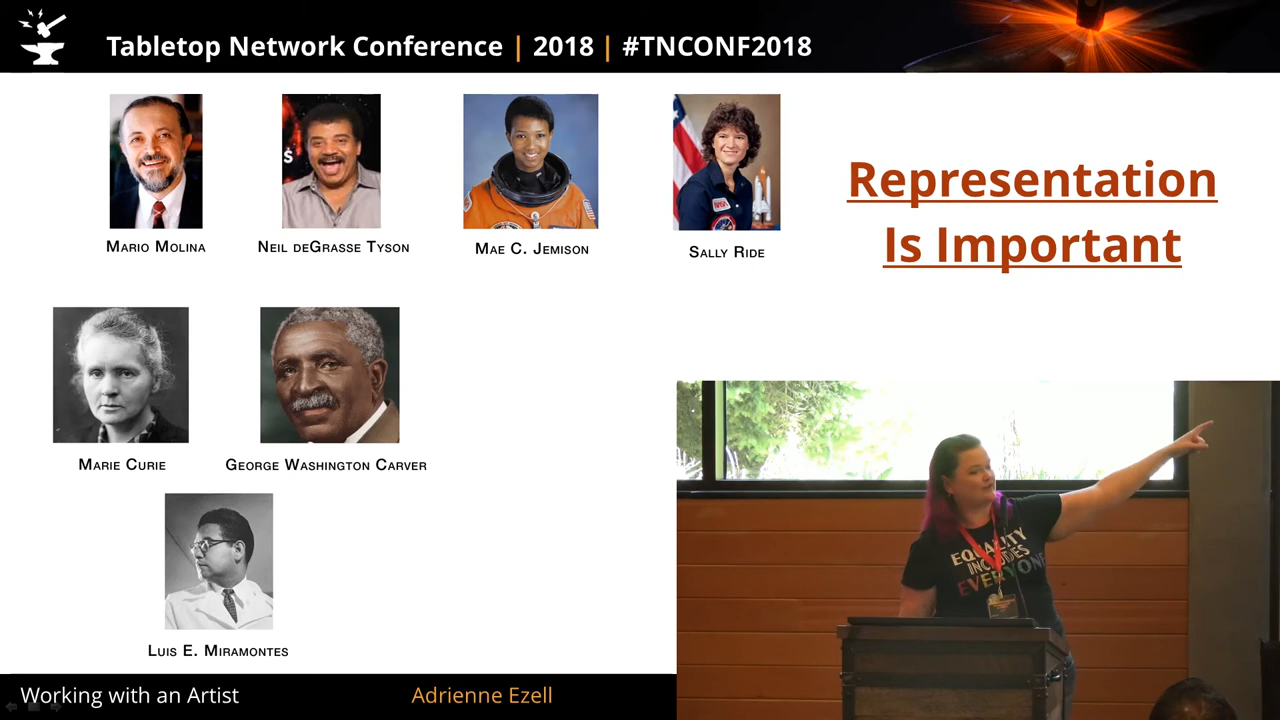 Tabletop Network Conference | 2018 | #TNCONF2018
Mario Molina
Neil deGrasse Tyson
Mae C. Jemison
Sally Ride
Representation
Is Important
Marie Curie
George Washington Carver
Luis E. Miramontes
EQUALITY
INCLUDES
EVERYONE
Working with an Artist
Adrienne Ezell